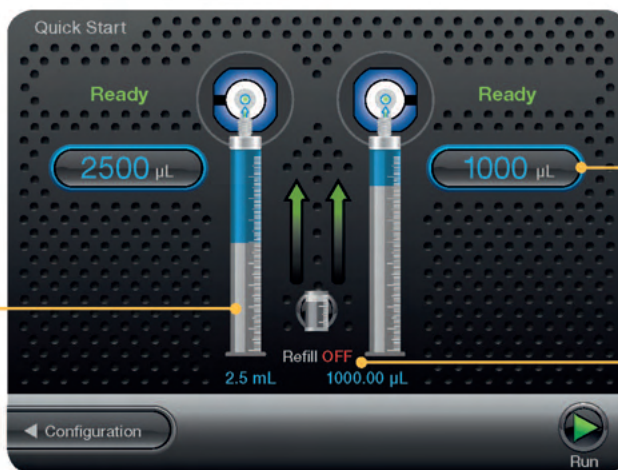 Quick Start
Ready
Ready
2500 µL
1000 µL
Refill OFF
2.5 mL
1000.00 µL
Configuration
Run